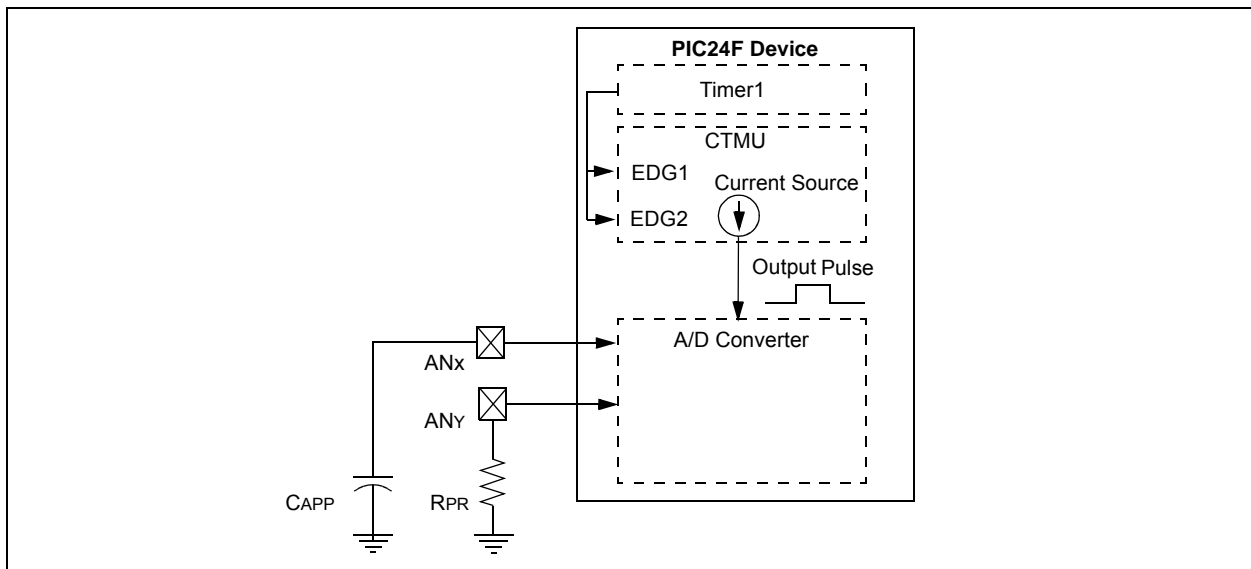 PIC24F Device
Timer1
CTMU
EDG1
Current Source
EDG2
Output Pulse
A/D Converter
ANX
ANY
CAPP
RPR